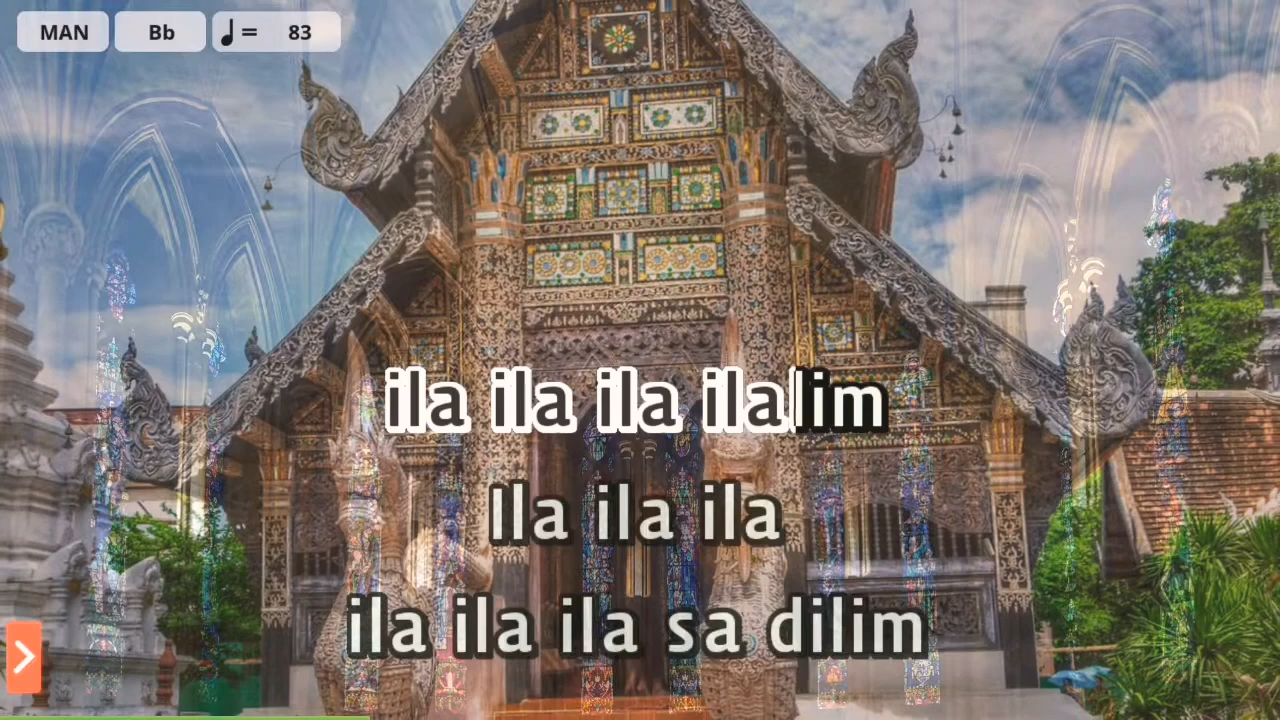 MAN Bb ♩ = 83
ila ila ila ilalim
Ila ila ila
ila ila ila sa dilim